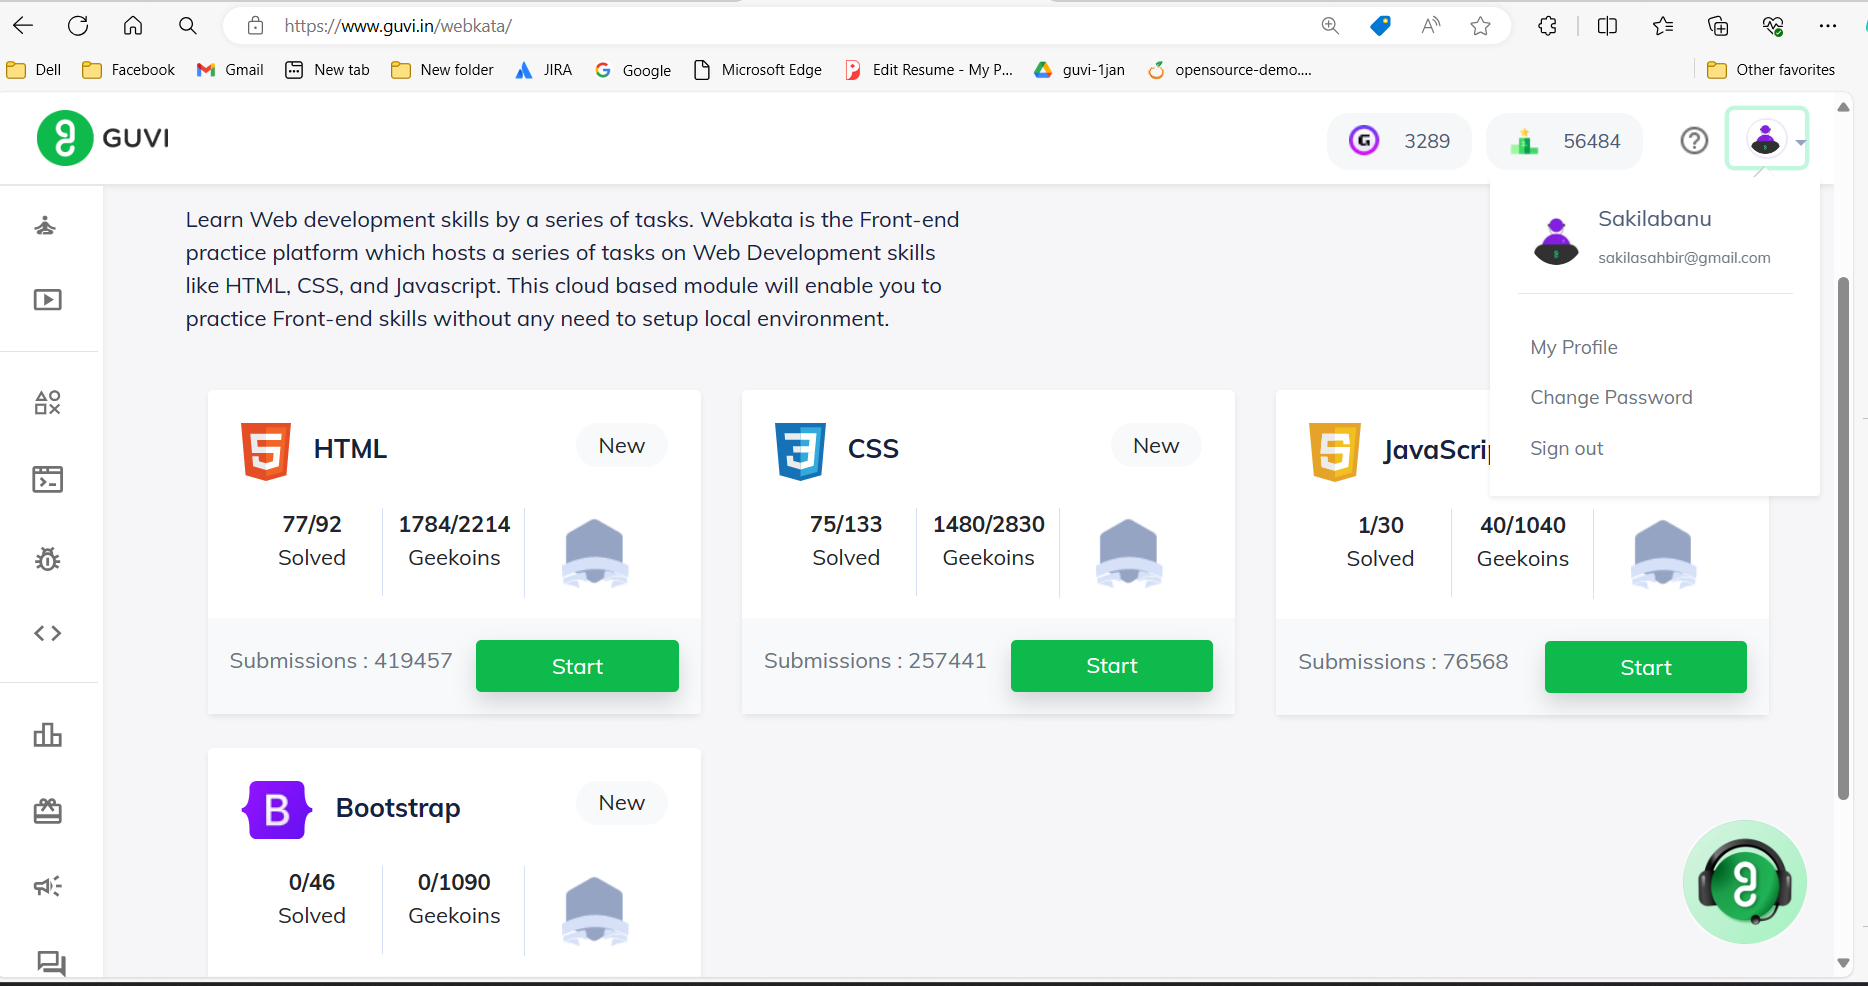 https://www.guvi.in/webkata/
Dell Facebook Gmail New tab New folder JIRA Google Microsoft Edge Edit Resume - My P... guvi-1jan opensource-demo.... Other favorites
GUVI
G 3289 56484
Sakilabanu
sakilasahbir@gmail.com
My Profile
Change Password
Sign out
Learn Web development skills by a series of tasks. Webkata is the Front-end
practice platform which hosts a series of tasks on Web Development skills
like HTML, CSS, and Javascript. This cloud based module will enable you to
practice Front-end skills without any need to setup local environment.
HTML New
77/92 1784/2214
Solved Geekoins
Submissions : 419457 Start
CSS New
75/133 1480/2830
Solved Geekoins
Submissions : 257441 Start
JavaScrip
1/30 40/1040
Solved Geekoins
Submissions : 76568 Start
B Bootstrap New
0/46 0/1090
Solved Geekoins